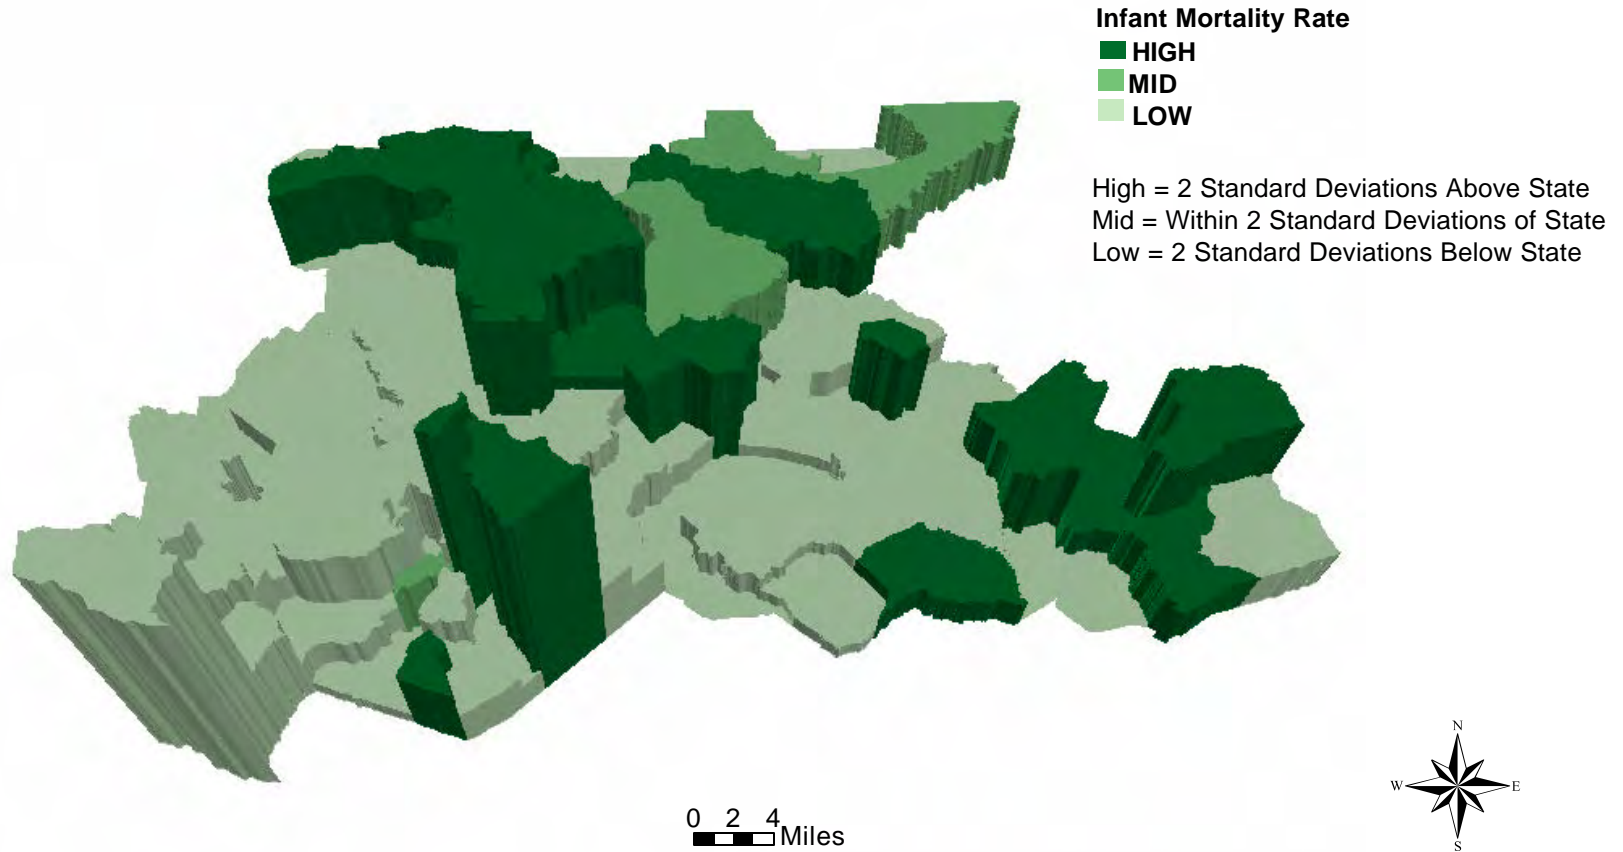 Infant Mortality Rate
HIGH
MID
LOW
High = 2 Standard Deviations Above State
Mid = Within 2 Standard Deviations of State
Low = 2 Standard Deviations Below State
N
W E
S
0 2 4
Miles